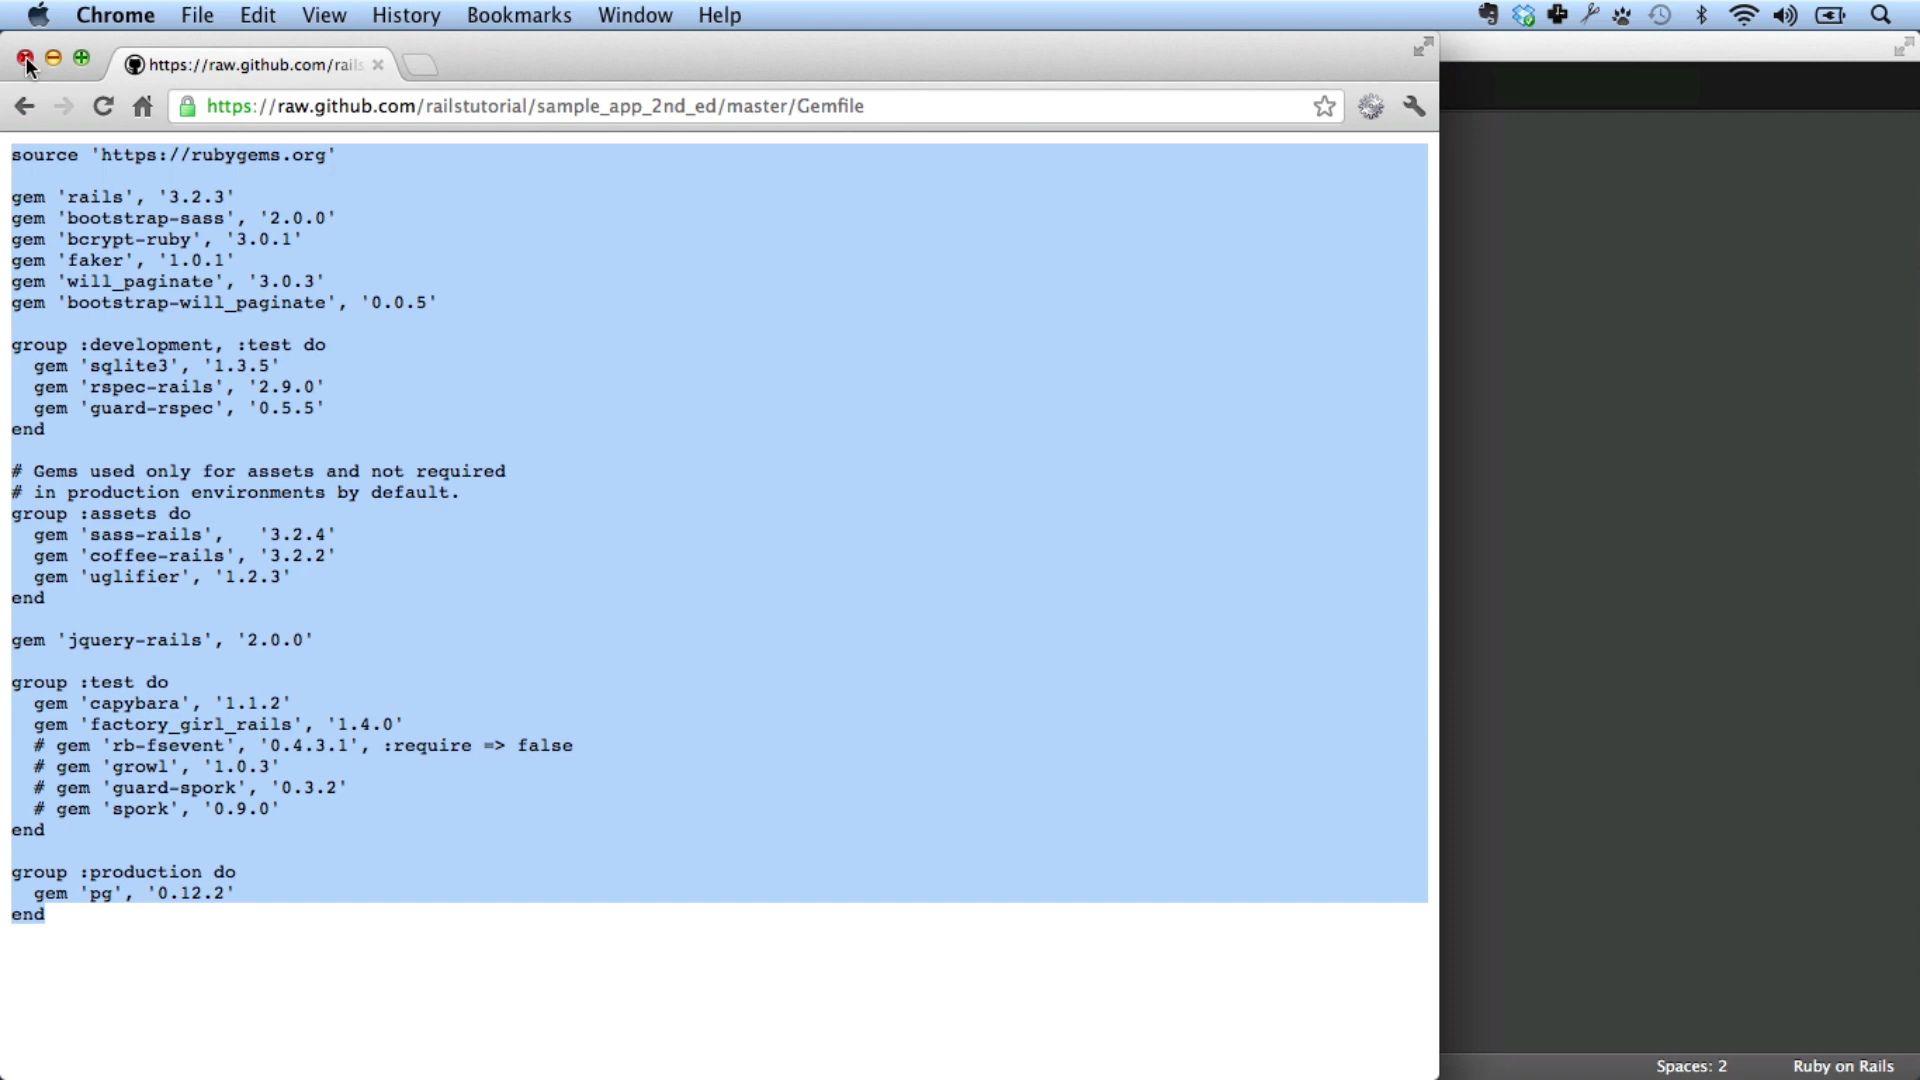 Chrome File Edit View History Bookmarks Window Help
https://raw.github.com/rails
https://raw.github.com/railstutorial/sample_app_2nd_ed/master/Gemfile
source 'https://rubygems.org'
gem 'rails', '3.2.3'
gem 'bootstrap-sass', '2.0.0'
gem 'bcrypt-ruby', '3.0.1'
gem 'faker', '1.0.1'
gem 'will_paginate', '3.0.3'
gem 'bootstrap-will_paginate', '0.0.5'
group :development, :test do
  gem 'sqlite3', '1.3.5'
  gem 'rspec-rails', '2.9.0'
  gem 'guard-rspec', '0.5.5'
end
# Gems used only for assets and not required
# in production environments by default.
group :assets do
  gem 'sass-rails',   '3.2.4'
  gem 'coffee-rails', '3.2.2'
  gem 'uglifier', '1.2.3'
end
gem 'jquery-rails', '2.0.0'
group :test do
  gem 'capybara', '1.1.2'
  gem 'factory_girl_rails', '1.4.0'
  # gem 'rb-fsevent', '0.4.3.1', :require => false
  # gem 'growl', '1.0.3'
  # gem 'guard-spork', '0.3.2'
  # gem 'spork', '0.9.0'
end
group :production do
  gem 'pg', '0.12.2'
end
Spaces: 2 Ruby on Rails